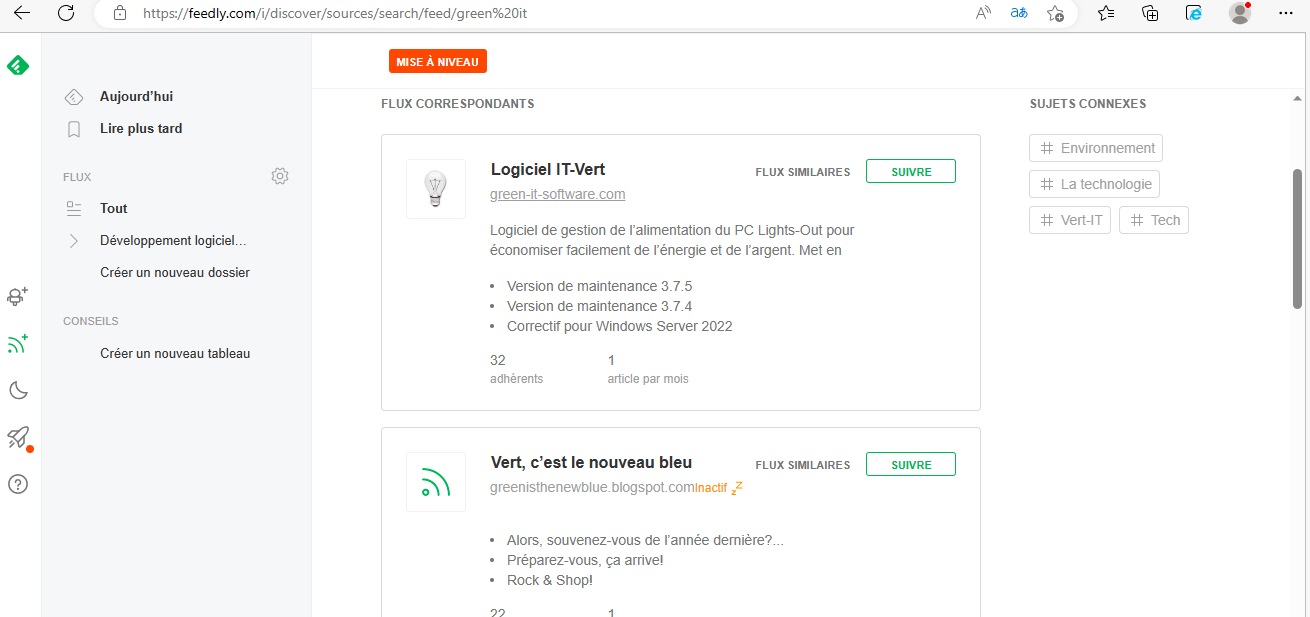 https://feedly.com/i/discover/sources/search/feed/green%20it
MISE À NIVEAU
Aujourd’hui
Lire plus tard
FLUX
Tout
Développement logiciel...
Créer un nouveau dossier
CONSEILS
Créer un nouveau tableau
FLUX CORRESPONDANTS
Logiciel IT-Vert
FLUX SIMILAIRES
SUIVRE
green-it-software.com
Logiciel de gestion de l’alimentation du PC Lights-Out pour
économiser facilement de l’énergie et de l’argent. Met en
• Version de maintenance 3.7.5
• Version de maintenance 3.7.4
• Correctif pour Windows Server 2022
32 1
adhérents article par mois
Vert, c’est le nouveau bleu
FLUX SIMILAIRES
SUIVRE
greenisthenewblue.blogspot.comInactif zZ
• Alors, souvenez-vous de l’année dernière?...
• Préparez-vous, ça arrive!
• Rock & Shop!
22 1
SUJETS CONNEXES
# Environnement
# La technologie
# Vert-IT # Tech